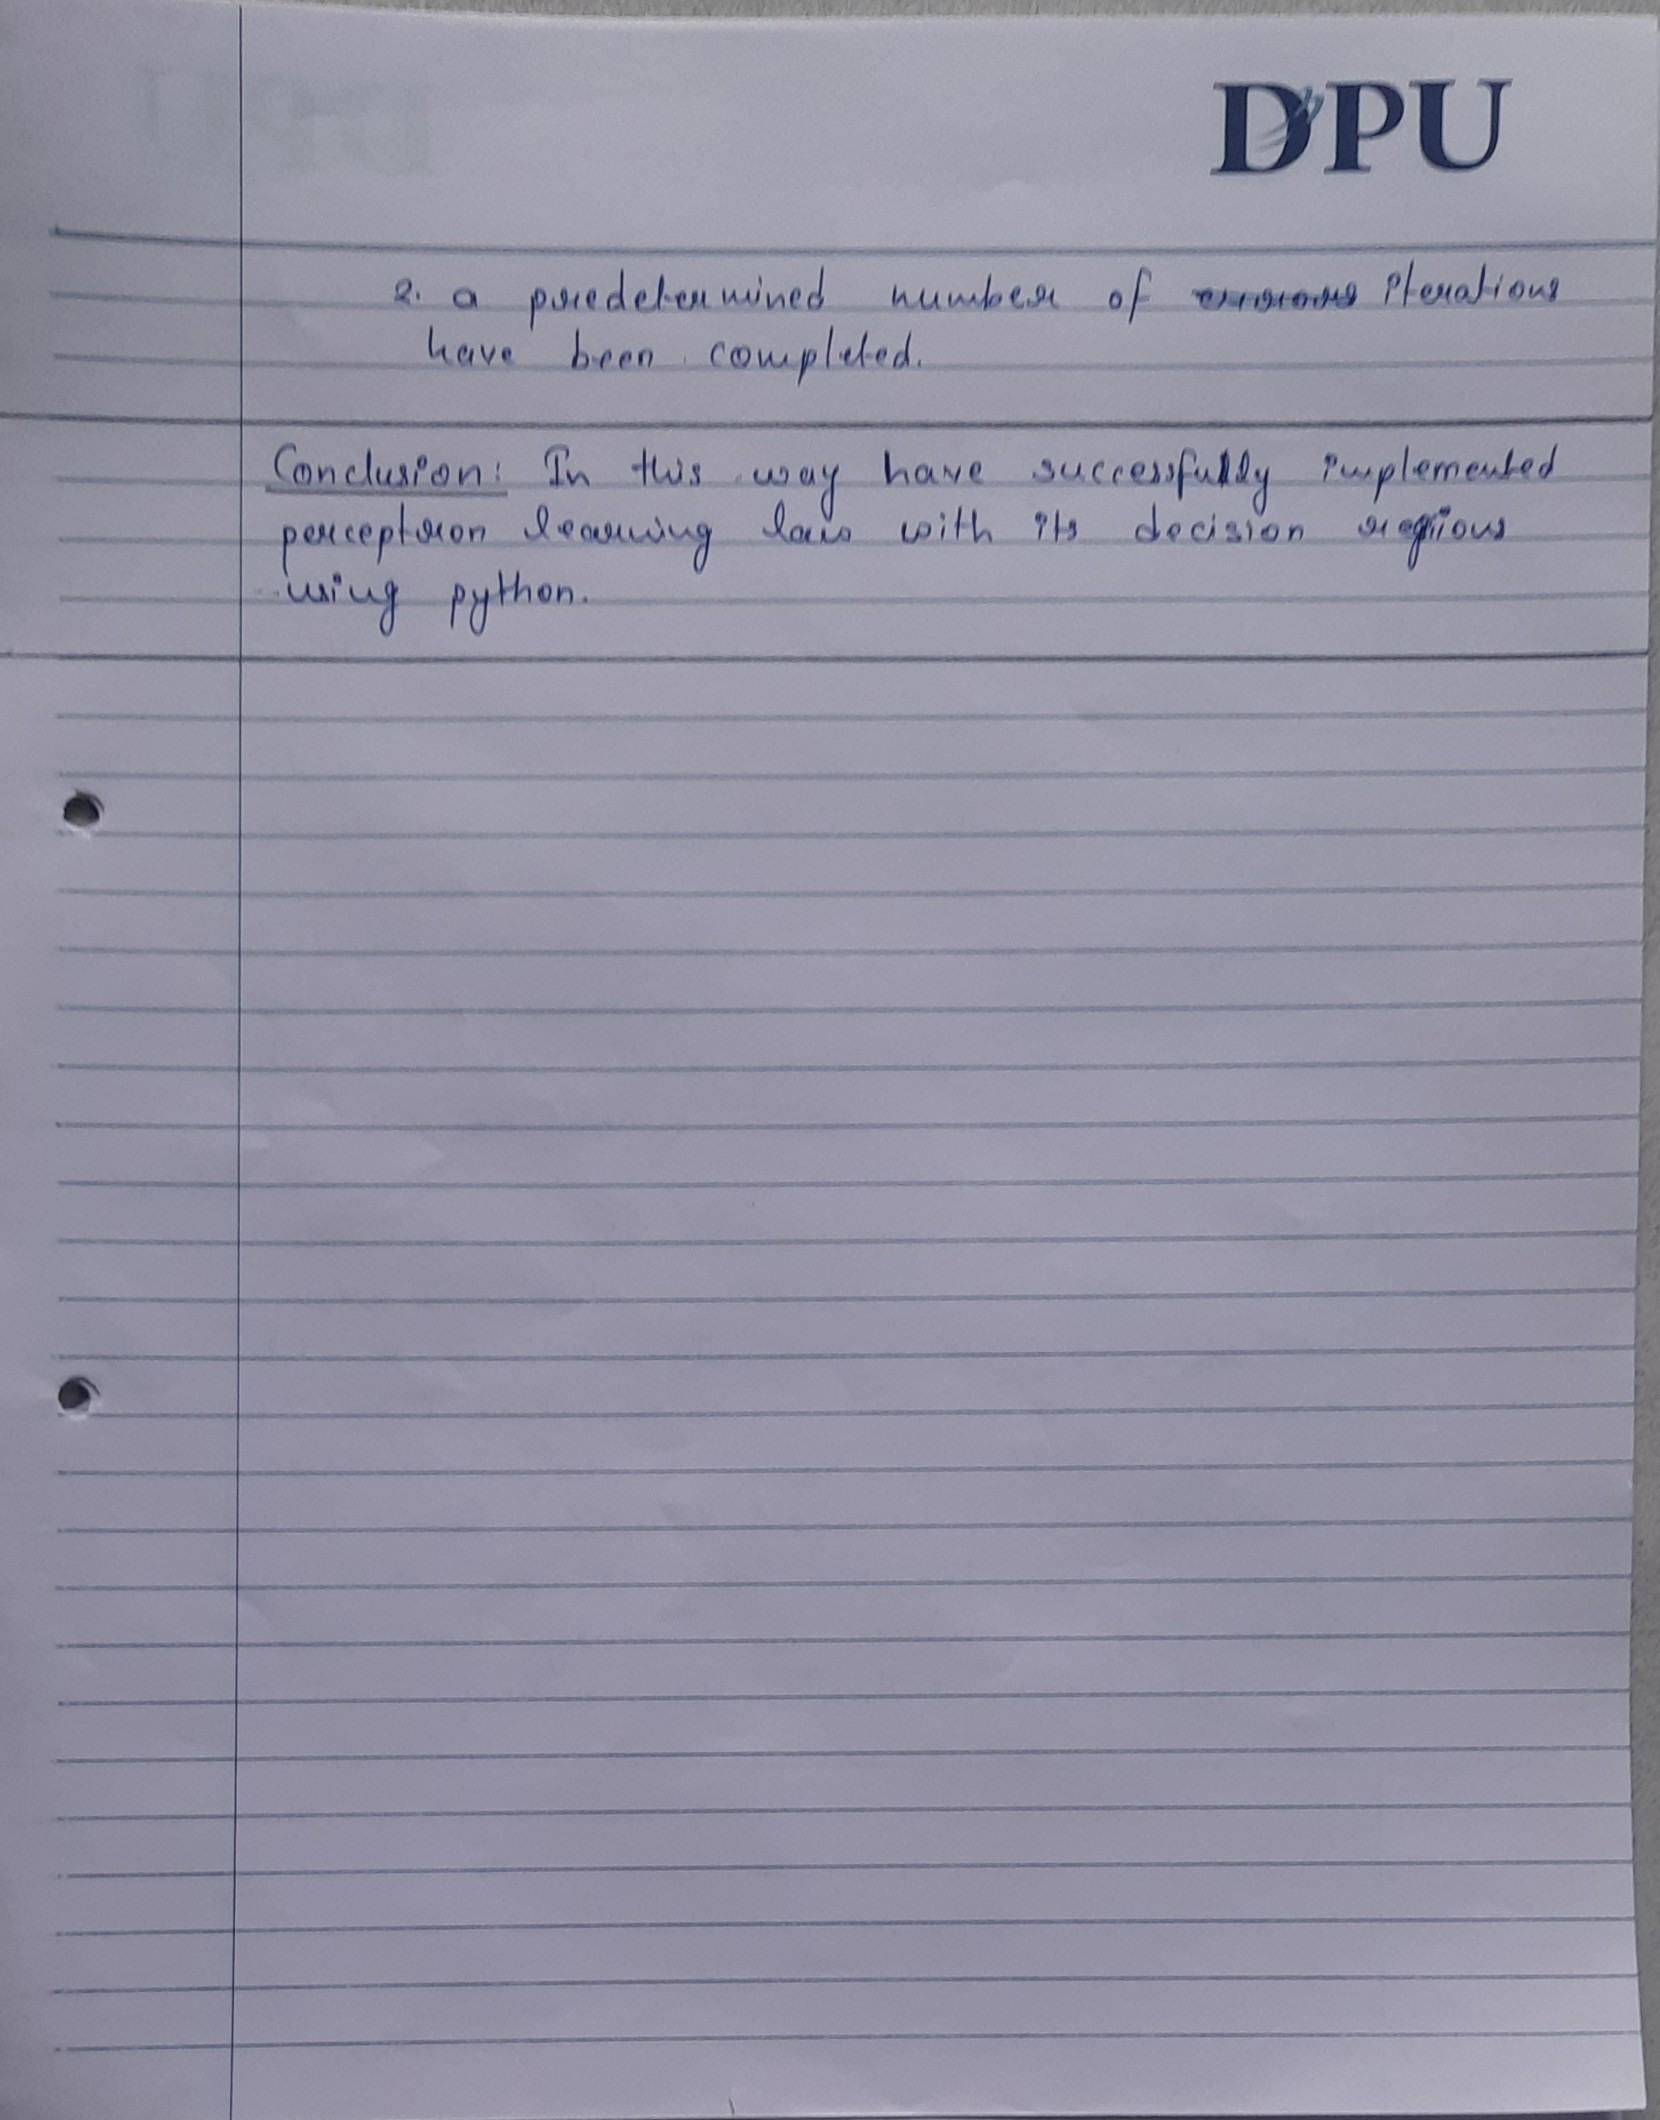 DPU
2. a predetermined number of errors iterations
have been completed.
Conclusion: In this way have successfully implemented
perceptron learning law with its decision regions
using python.